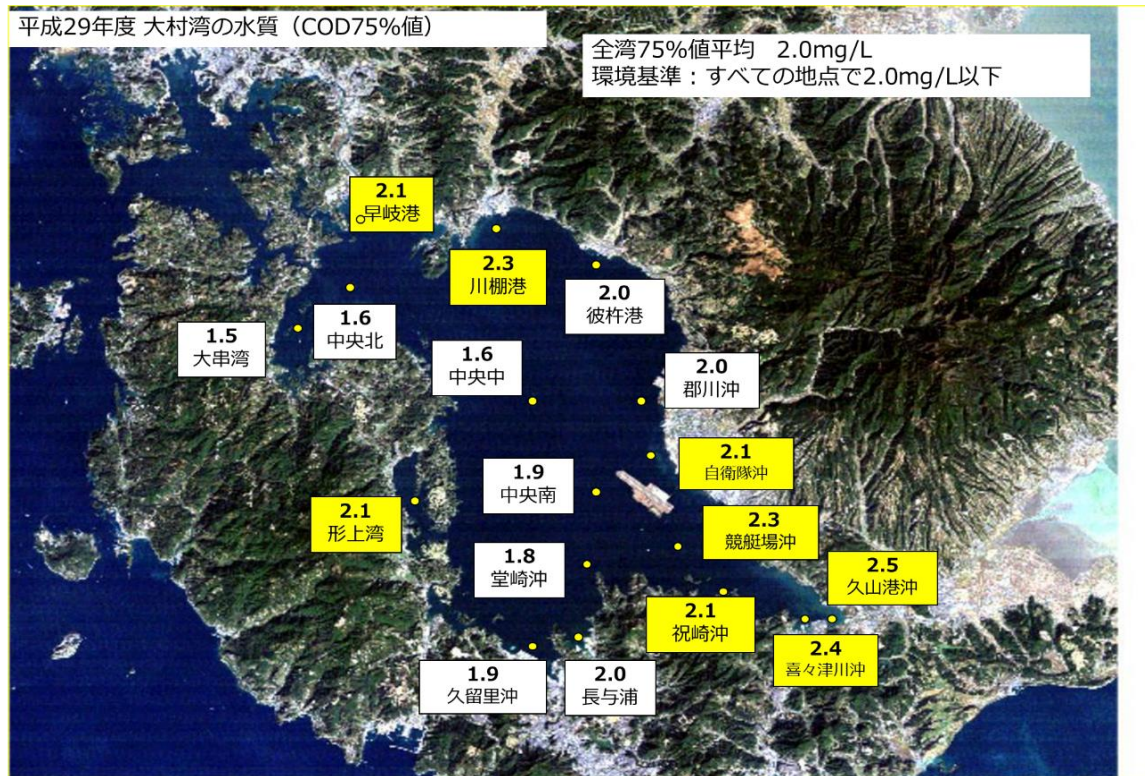 平成29年度 大村湾の水質（COD75%値）
全湾75%値平均　2.0mg/L
環境基準：すべての地点で2.0mg/L以下
2.1
早岐港
2.3
川棚港
2.0
彼杵港
1.5
大串湾
1.6
中央北
1.6
中央中
2.0
郡川沖
2.1
自衛隊沖
1.9
中央南
2.1
形上湾
2.3
競艇場沖
1.8
堂崎沖
2.5
久山港沖
2.1
祝崎沖
2.4
喜々津川沖
1.9
久留里沖
2.0
長与浦